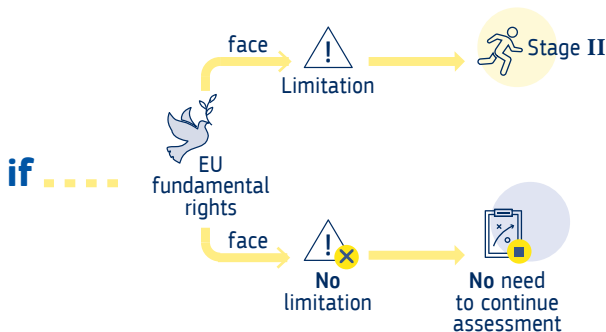 face
Limitation
Stage II
if
EU
fundamental
rights
face
No
limitation
No need
to continue
assessment